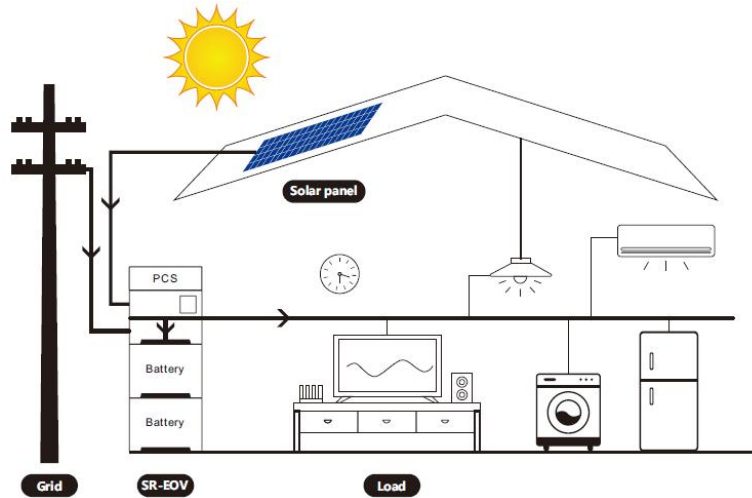 Solar panel
PCS
Battery
Battery
Grid
SR-EOV
Load